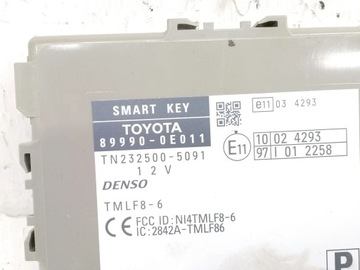 SMART KEY
TOYOTA
89990-0E011
TN232500-5091
12V
DENSO
TMLF8-6
CE FCC ID: NI4TMLF8-6
IC: 2842A-TMLF86
e11 03 4293
E11
10 02 4293
97 I 01 2258
P